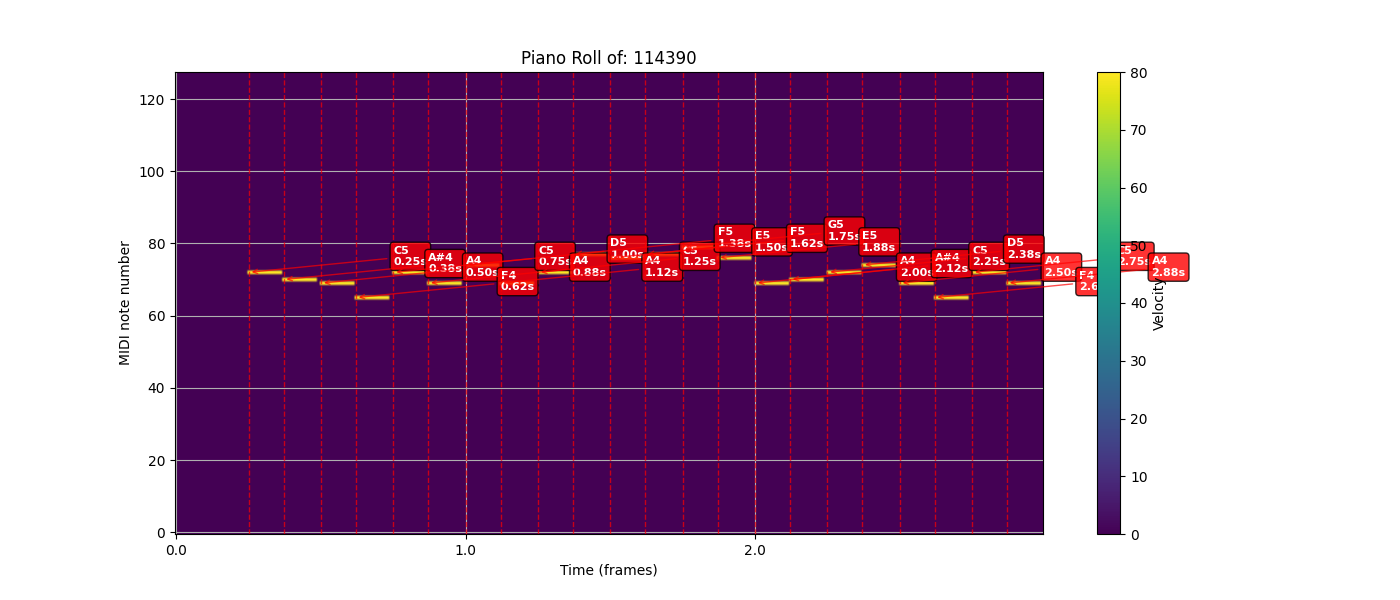 Piano Roll of: 114390
MIDI note number
120
100
80
60
40
20
0
0.0
1.0
2.0
Time (frames)
C5
0.25s
A#4
0.38s
A4
0.50s
F4
0.62s
C5
0.75s
A4
0.88s
D5
1.00s
A4
1.12s
C5
1.25s
F5
1.38s
E5
1.50s
F5
1.62s
G5
1.75s
E5
1.88s
A4
2.00s
A#4
2.12s
C5
2.25s
D5
2.38s
A4
2.50s
F4
C5
2.75s
A4
2.88s
80
70
60
50
40
30
20
10
0
Velocity